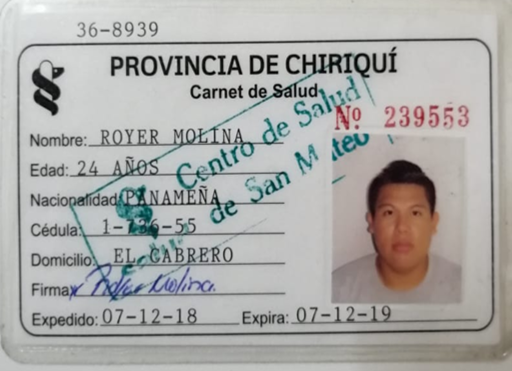 36-8939
PROVINCIA DE CHIRIQUÍ
Carnet de Salud
Nº 239553
Centro de Salud
de San Mateo
Nombre: ROYER MOLINA
Edad: 24 AÑOS
Nacionalidad: PANAMEÑA
Cédula: 1-736-55
Domicilio: EL CABRERO
Firma: Molina
Expedido: 07-12-18 Expira: 07-12-19